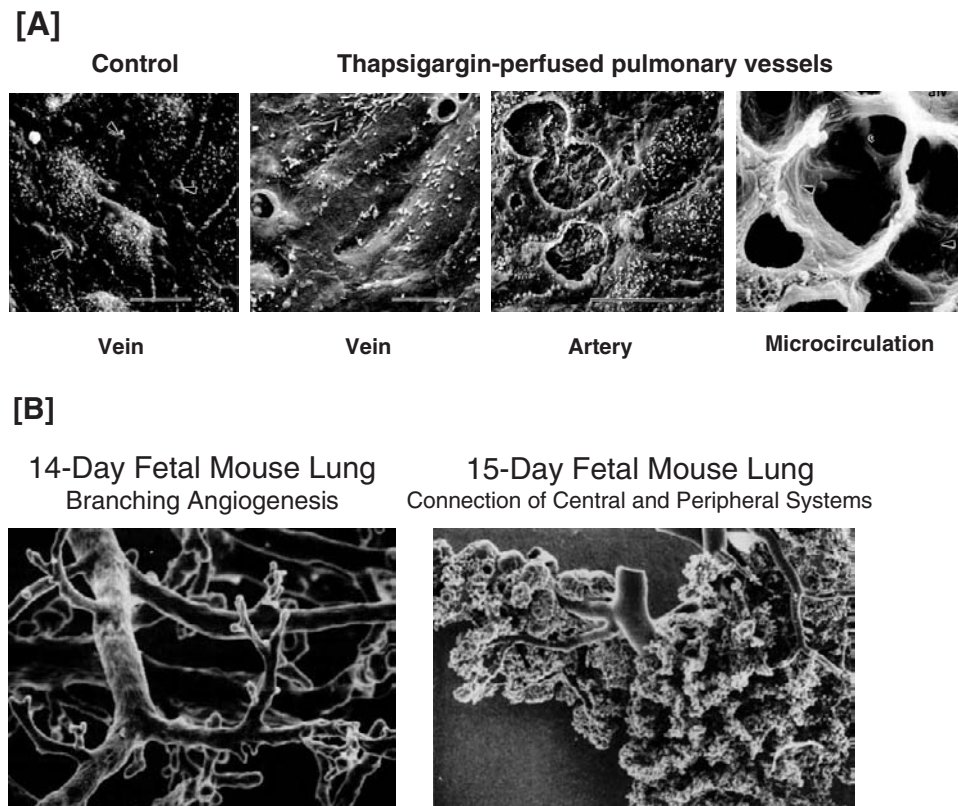 [A]
Control
Thapsigargin-perfused pulmonary vessels
Vein
Vein
Artery
Microcirculation
[B]
14-Day Fetal Mouse Lung
Branching Angiogenesis
15-Day Fetal Mouse Lung
Connection of Central and Peripheral Systems